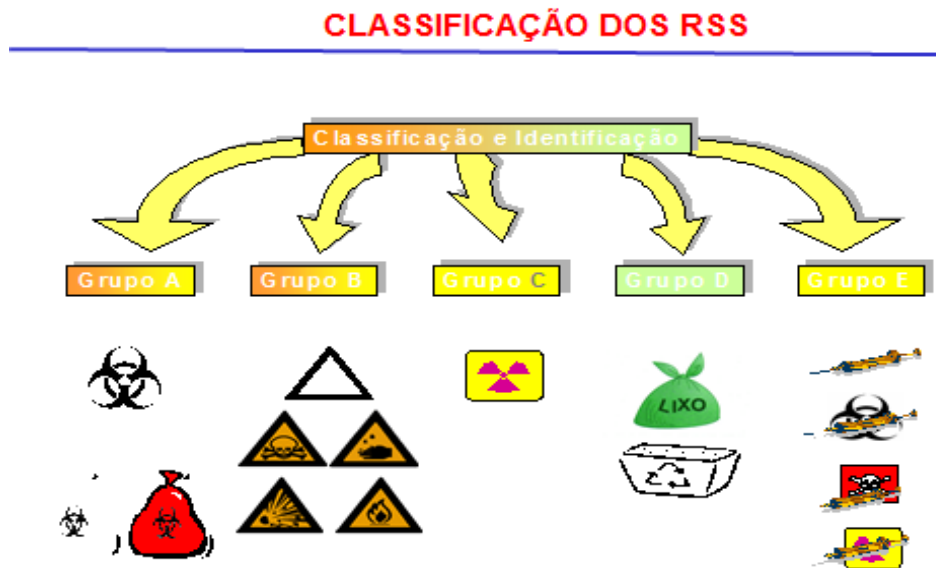 CLASSIFICAÇÃO DOS RSS
Classificação e Identificação
Grupo A
Grupo B
Grupo C
Grupo D
Grupo E
LIXO